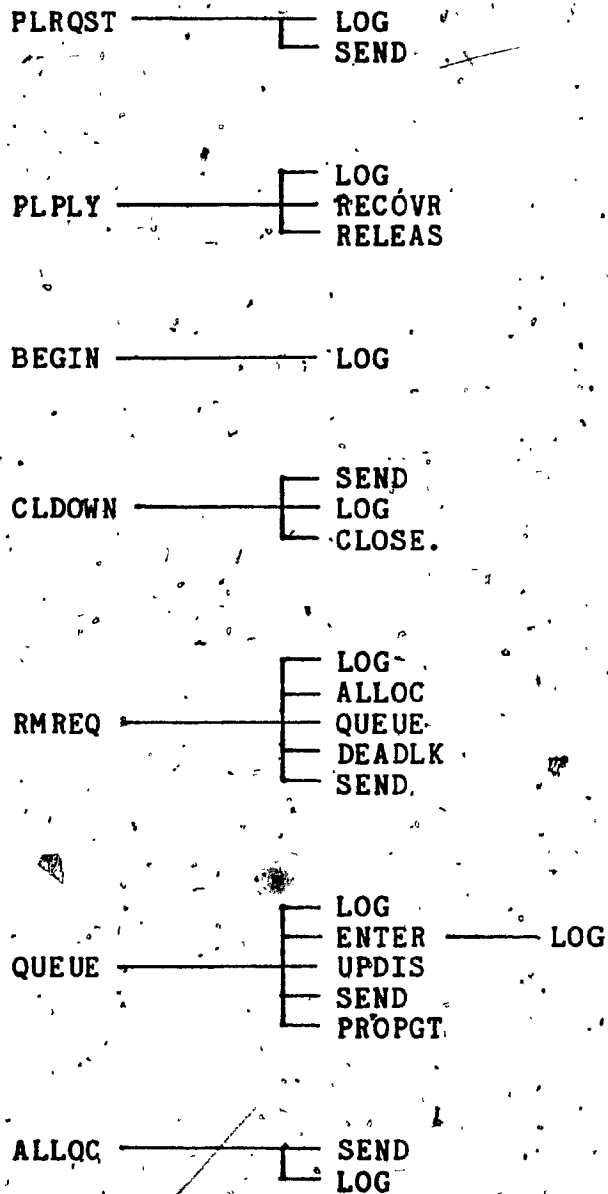 PLRQST LOG
SEND
LOG
PLPLY RECOVR
RELEAS
BEGIN LOG
SEND
CLDOWN LOG
CLOSE.
LOG
ALLOC
RMREQ QUEUE
DEADLK
SEND
LOG
ENTER LOG
QUEUE UPDIS
SEND
PROPGT
ALLOC SEND
LOG